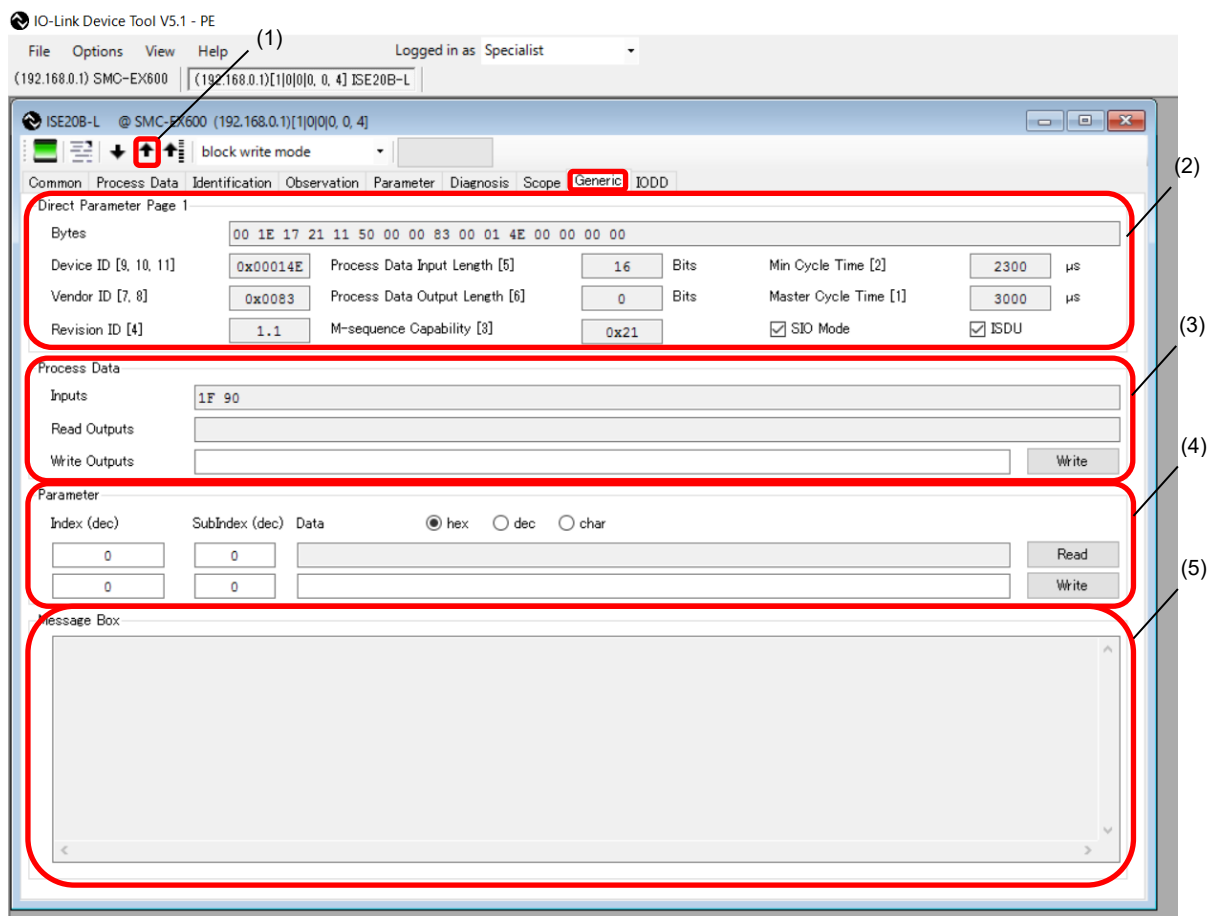 IO-Link Device Tool V5.1 - PE
(1)
File Options View Help Logged in as Specialist
(192.168.0.1) SMC-EX600 (192.168.0.1)[1|0|0|0, 0, 4] ISE20B-L
ISE20B-L @ SMC-EX600 (192.168.0.1)[1|0|0|0, 0, 4]
block write mode
(2)
Common Process Data Identification Observation Parameter Diagnosis Scope Generic IODD
Direct Parameter Page 1
Bytes 00 1E 17 21 11 50 00 00 83 00 01 4E 00 00 00 00
Device ID [9, 10, 11] 0x00014E Process Data Input Length [5] 16 Bits Min Cycle Time [2] 2300 µs
Vendor ID [7, 8] 0x0083 Process Data Output Length [6] 0 Bits Master Cycle Time [1] 3000 µs
Revision ID [4] 1.1 M-sequence Capability [3] 0x21 SIO Mode ISDU
(3)
Process Data
Inputs 1F 90
Read Outputs
(4)
Write Outputs Write
Parameter
Index (dec) SubIndex (dec) Data hex dec char
0 0 Read
(5)
0 0 Write
Message Box